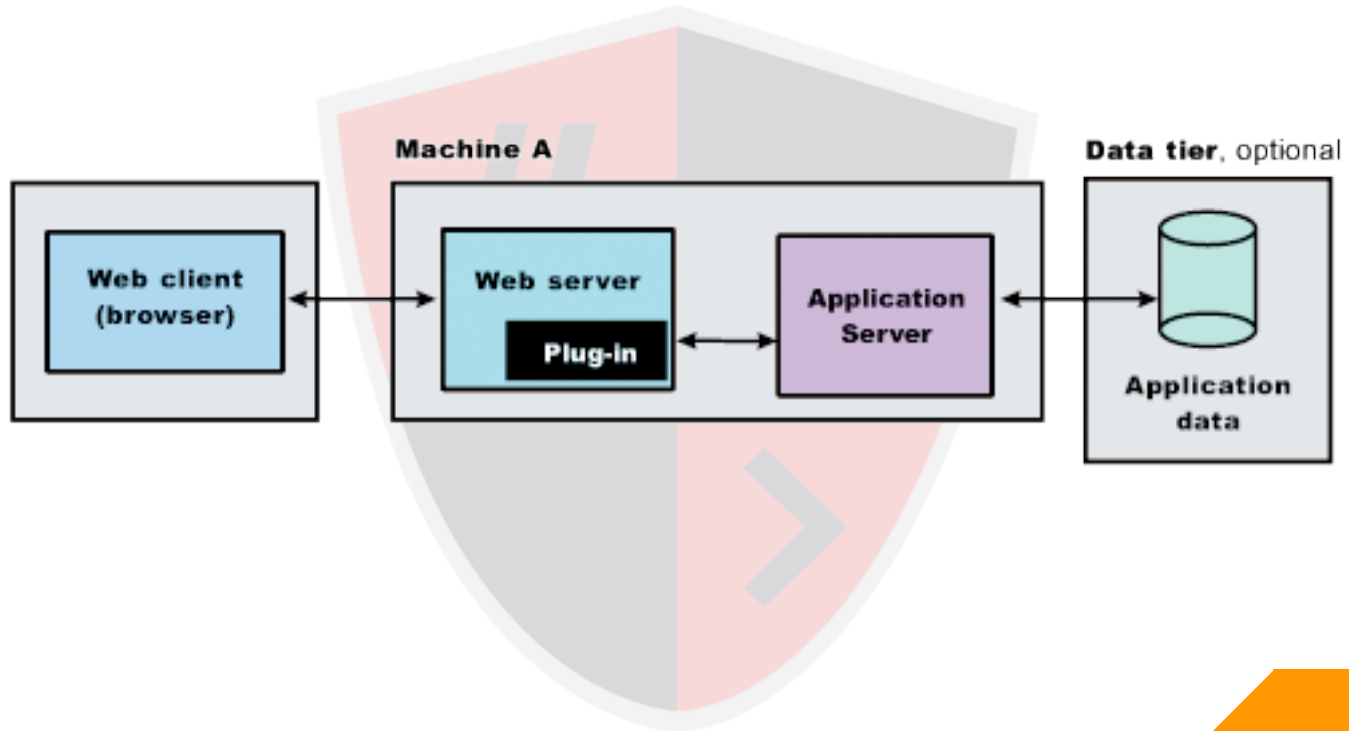 Machine A
Data tier, optional
Web client
(browser)
Web server
Plug-in
Application
Server
Application
data